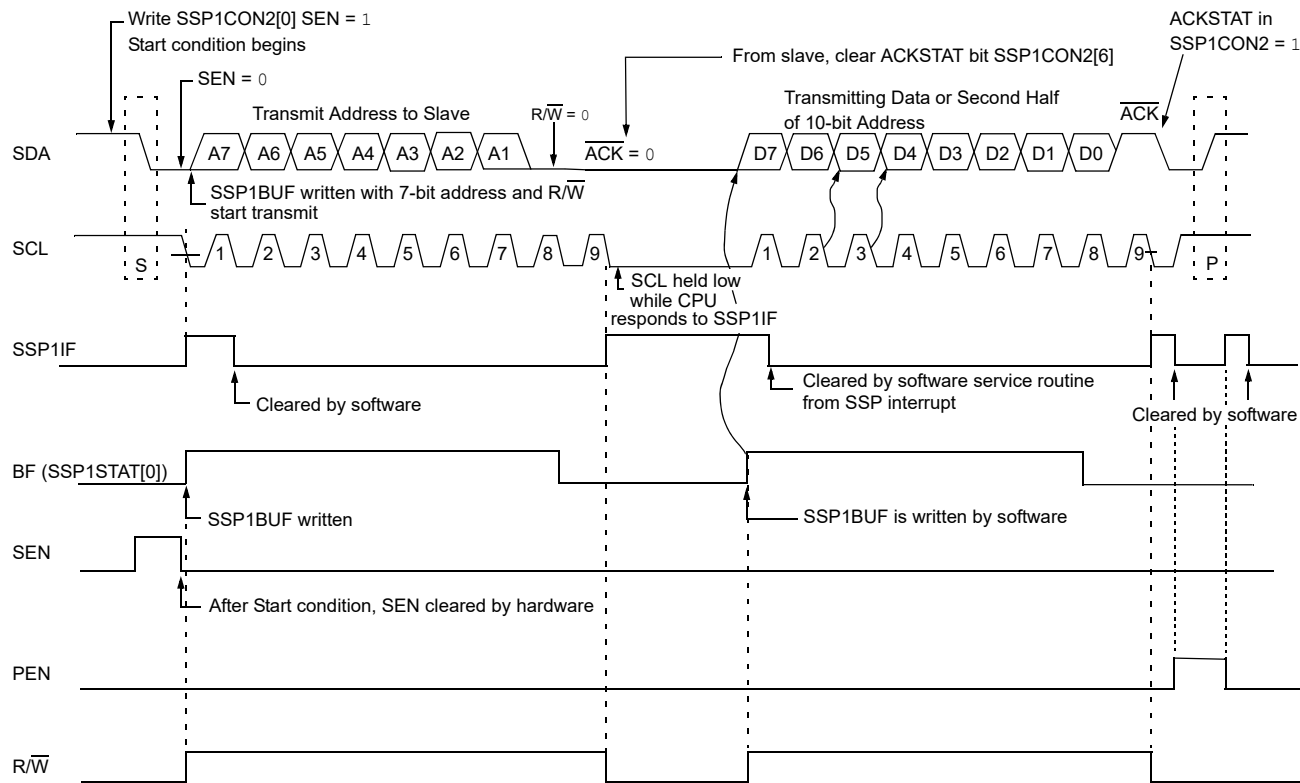 Write SSP1CON2[0] SEN = 1
Start condition begins
ACKSTAT in
SSP1CON2 = 1
From slave, clear ACKSTAT bit SSP1CON2[6]
SEN = 0
Transmit Address to Slave
R/W̅ = 0
Transmitting Data or Second Half
of 10-bit Address
A̅C̅K̅
SDA
A7 A6 A5 A4 A3 A2 A1
A̅C̅K̅ = 0
D7 D6 D5 D4 D3 D2 D1 D0
SSP1BUF written with 7-bit address and R/W̅
start transmit
SCL
S
1 2 3 4 5 6 7 8 9
1 2 3 4 5 6 7 8 9
P
SCL held low
while CPU
responds to SSP1IF
SSP1IF
Cleared by software
Cleared by software service routine
from SSP interrupt
Cleared by software
BF (SSP1STAT[0])
SSP1BUF written
SSP1BUF is written by software
SEN
After Start condition, SEN cleared by hardware
PEN
R/W̅